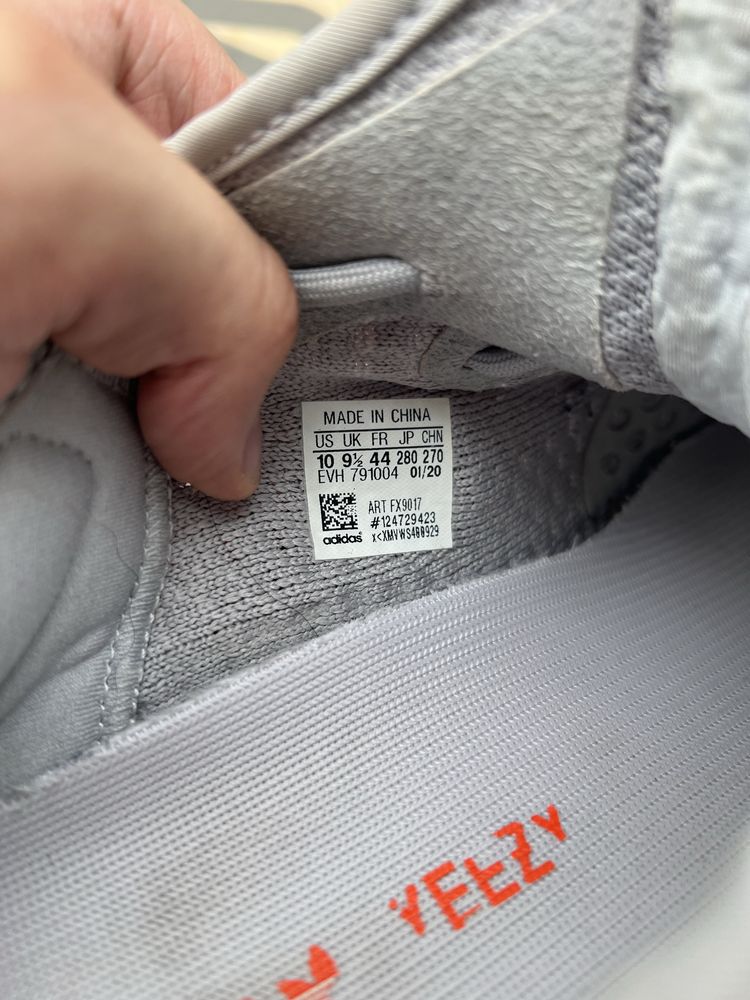 MADE IN CHINA
US UK FR JP CHN
10 9½ 44 280 270
EVH 791004 01/20
ART FX9017
#124729423
adidas
YEEZY